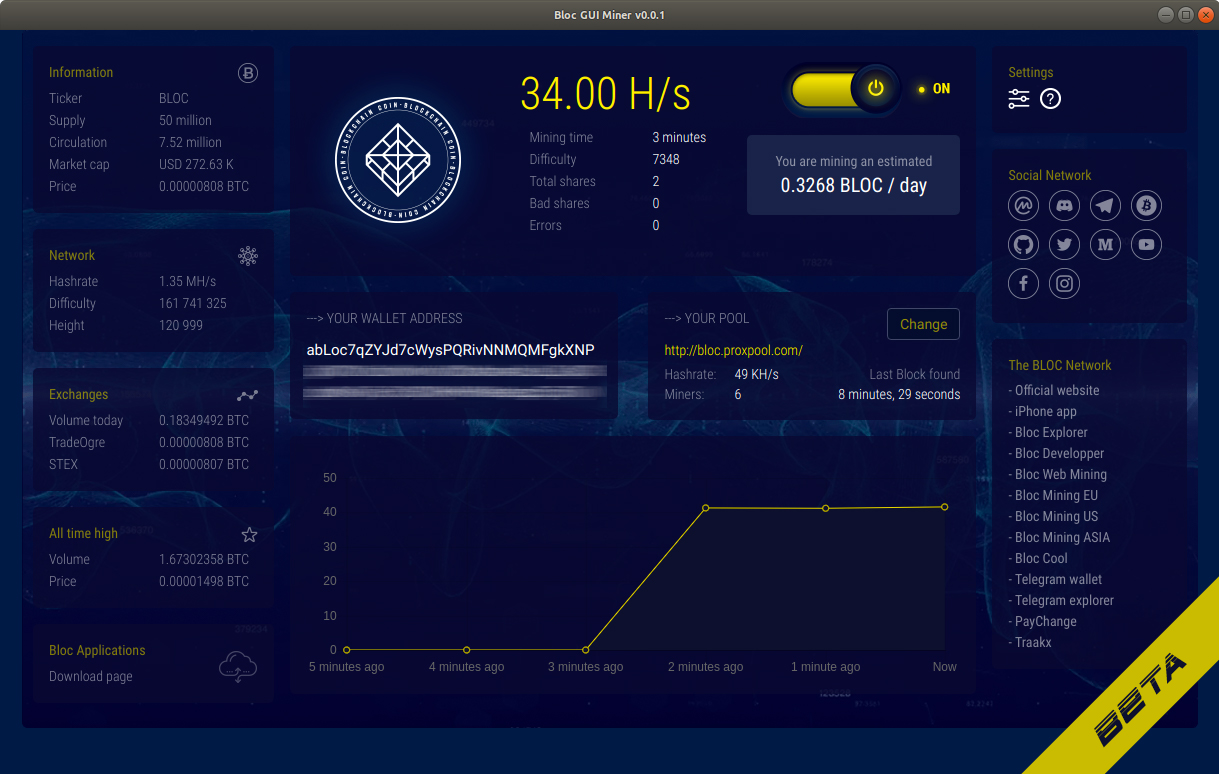 Bloc GUI Miner v0.0.1
Information
Ticker BLOC
Supply 50 million
Circulation 7.52 million
Market cap USD 272.63 K
Price 0.00000808 BTC
Network
Hashrate 1.35 MH/s
Difficulty 161 741 325
Height 120 999
Exchanges
Volume today 0.18349492 BTC
TradeOgre 0.00000808 BTC
STEX 0.00000807 BTC
All time high
Volume 1.67302358 BTC
Price 0.00001498 BTC
Bloc Applications
Download page
BLOCKCHAIN COIN · BLOCKCHAIN COIN · BLOCKCHAIN COIN ·
34.00 H/s
Mining time 3 minutes
Difficulty 7348
Total shares 2
Bad shares 0
Errors 0
ON
You are mining an estimated
0.3268 BLOC / day
---> YOUR WALLET ADDRESS
abLoc7qZYJd7cWysPQRivNNMQMFgkXNP
---> YOUR POOL
Change
http://bloc.proxpool.com/
Hashrate: 49 KH/s Last Block found
Miners: 6 8 minutes, 29 seconds
50
40
30
20
10
0
5 minutes ago 4 minutes ago 3 minutes ago 2 minutes ago 1 minute ago Now
Settings
Social Network
The BLOC Network
- Official website
- iPhone app
- Bloc Explorer
- Bloc Developper
- Bloc Web Mining
- Bloc Mining EU
- Bloc Mining US
- Bloc Mining ASIA
- Bloc Cool
- Telegram wallet
- Telegram explorer
- PayChange
- Traakx
BETA